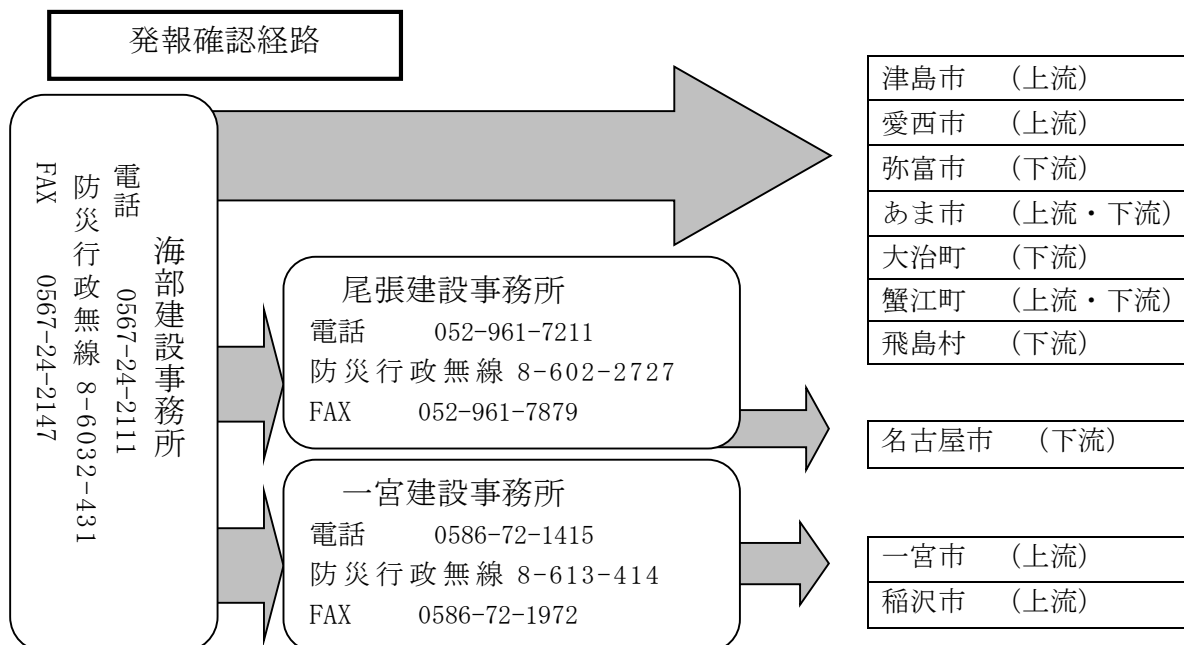 発報確認経路
海部建設事務所
電話 0567-24-2111
防災行政無線 8-6032-431
FAX 0567-24-2147
尾張建設事務所
電話 052-961-7211
防災行政無線 8-602-2727
FAX 052-961-7879
一宮建設事務所
電話 0586-72-1415
防災行政無線 8-613-414
FAX 0586-72-1972
津島市 (上流)
愛西市 (上流)
弥富市 (下流)
あま市 (上流・下流)
大治町 (下流)
蟹江町 (上流・下流)
飛島村 (下流)
名古屋市 (下流)
一宮市 (上流)
稲沢市 (上流)